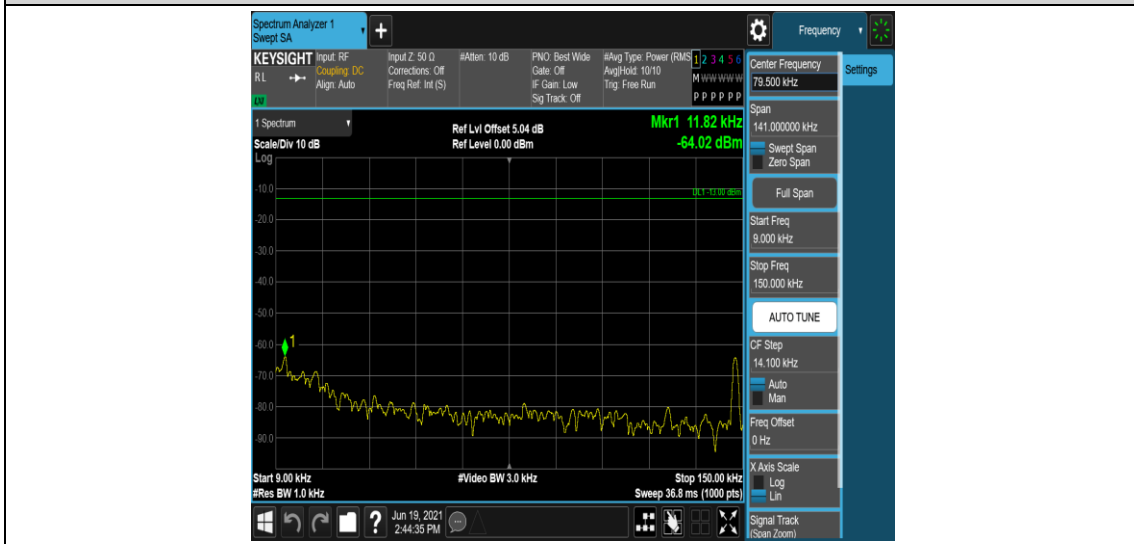 Spectrum Analyzer 1
Swept SA
Frequency
KEYSIGHT
RL
LXI
Input: RF
Coupling: DC
Align: Auto
Input Z: 50 Ω
Corrections: Off
Freq Ref: Int (S)
#Atten: 10 dB
PNO: Best Wide
Gate: Off
IF Gain: Low
Sig Track: Off
#Avg Type: Power (RMS
Avg|Hold: 10/10
Trig: Free Run
1 2 3 4 5 6
M W W W W W
P P P P P P
1 Spectrum
Scale/Div 10 dB
Log
Ref Lvl Offset 5.04 dB
Ref Level 0.00 dBm
Mkr1 11.82 kHz
-64.02 dBm
DL1 -13.00 dBm
-10.0
-20.0
-30.0
-40.0
-50.0
-60.0
-70.0
-80.0
-90.0
1
Start 9.00 kHz
#Res BW 1.0 kHz
#Video BW 3.0 kHz
Stop 150.00 kHz
Sweep 36.8 ms (1000 pts)
Jun 19, 2021
2:44:35 PM
Center Frequency
79.500 kHz
Settings
Span
141.000000 kHz
Swept Span
Zero Span
Full Span
Start Freq
9.000 kHz
Stop Freq
150.000 kHz
AUTO TUNE
CF Step
14.100 kHz
Auto
Man
Freq Offset
0 Hz
X Axis Scale
Log
Lin
Signal Track
(Span Zoom)